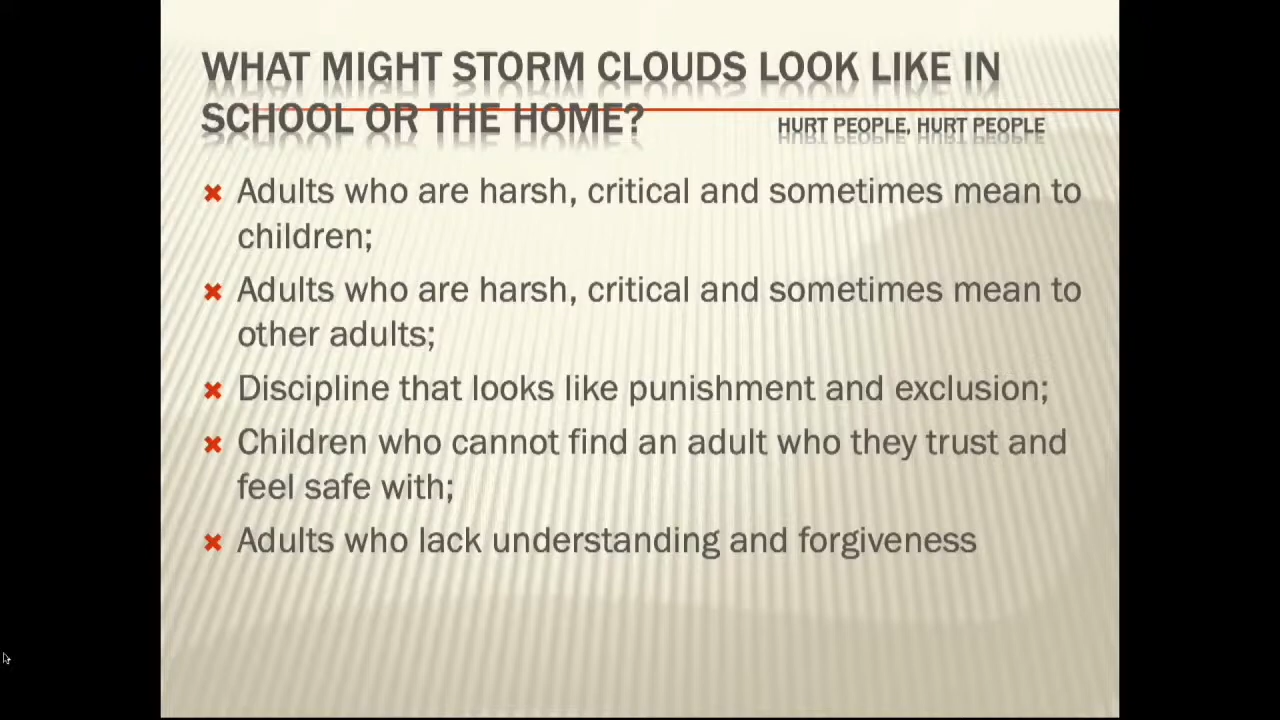 WHAT MIGHT STORM CLOUDS LOOK LIKE IN
SCHOOL OR THE HOME? HURT PEOPLE, HURT PEOPLE
Adults who are harsh, critical and sometimes mean to
children;
Adults who are harsh, critical and sometimes mean to
other adults;
Discipline that looks like punishment and exclusion;
Children who cannot find an adult who they trust and
feel safe with;
Adults who lack understanding and forgiveness